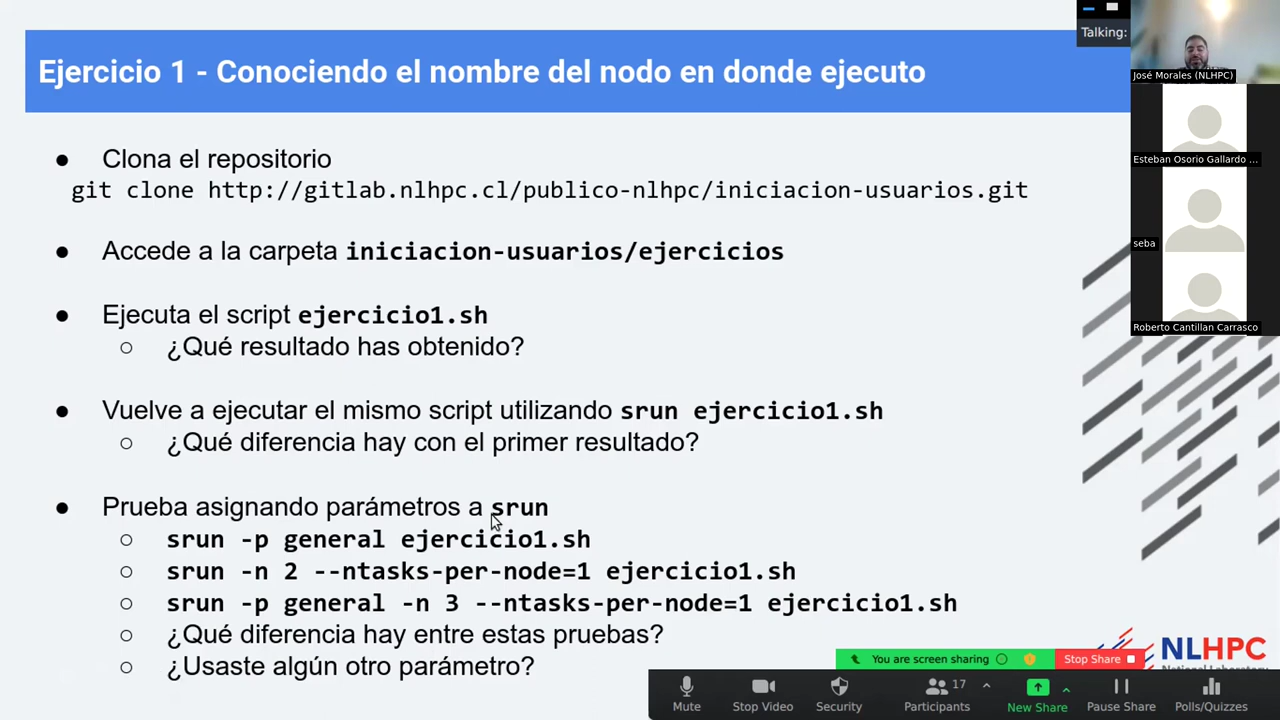 Ejercicio 1 - Conociendo el nombre del nodo en donde ejecuto
● Clona el repositorio
git clone http://gitlab.nlhpc.cl/publico-nlhpc/iniciacion-usuarios.git
● Accede a la carpeta iniciacion-usuarios/ejercicios
● Ejecuta el script ejercicio1.sh
○ ¿Qué resultado has obtenido?
● Vuelve a ejecutar el mismo script utilizando srun ejercicio1.sh
○ ¿Qué diferencia hay con el primer resultado?
● Prueba asignando parámetros a srun
○ srun -p general ejercicio1.sh
○ srun -n 2 --ntasks-per-node=1 ejercicio1.sh
○ srun -p general -n 3 --ntasks-per-node=1 ejercicio1.sh
○ ¿Qué diferencia hay entre estas pruebas?
○ ¿Usaste algún otro parámetro?
Talking:
José Morales (NLHPC)
Esteban Osorio Gallardo ...
seba
Roberto Cantillan Carrasco
NLHPC
National Laboratory
You are screen sharing
Stop Share
Mute
Stop Video
Security
17
Participants
New Share
Pause Share
Polls/Quizzes